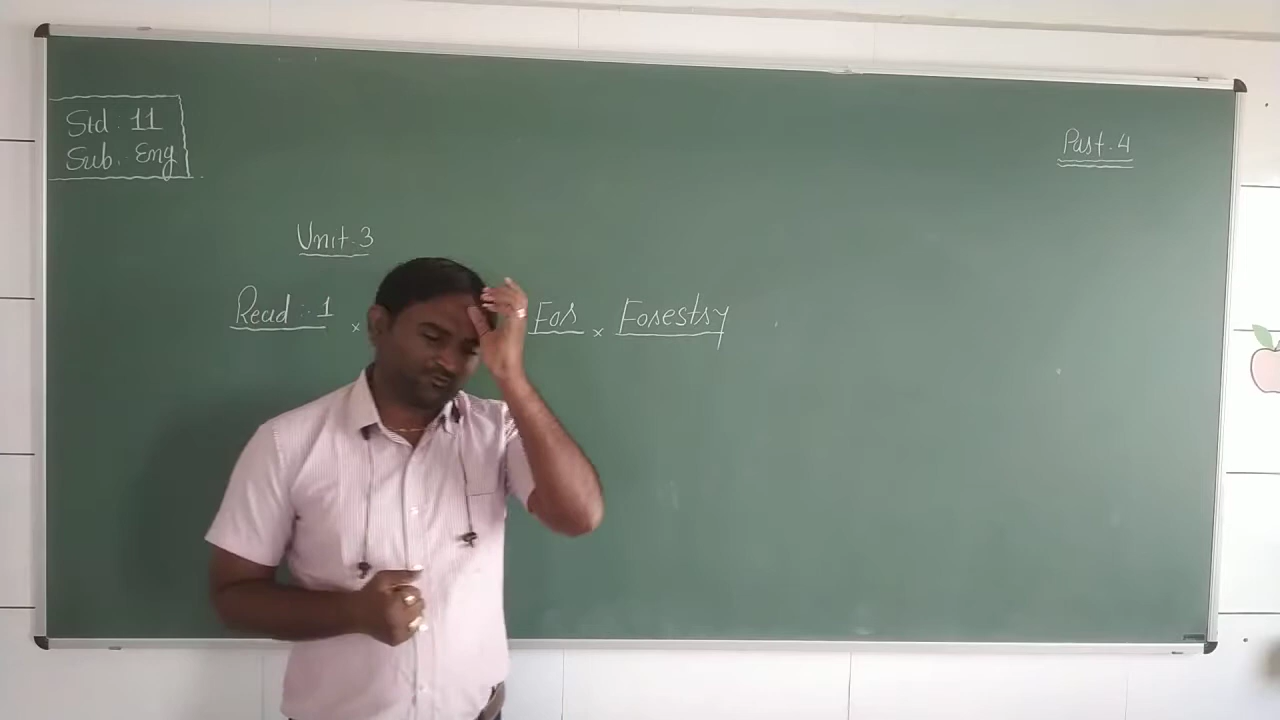 Std : 11
Sub. Eng
Part. 4
Unit. 3
Read : 1 × For × Forestry